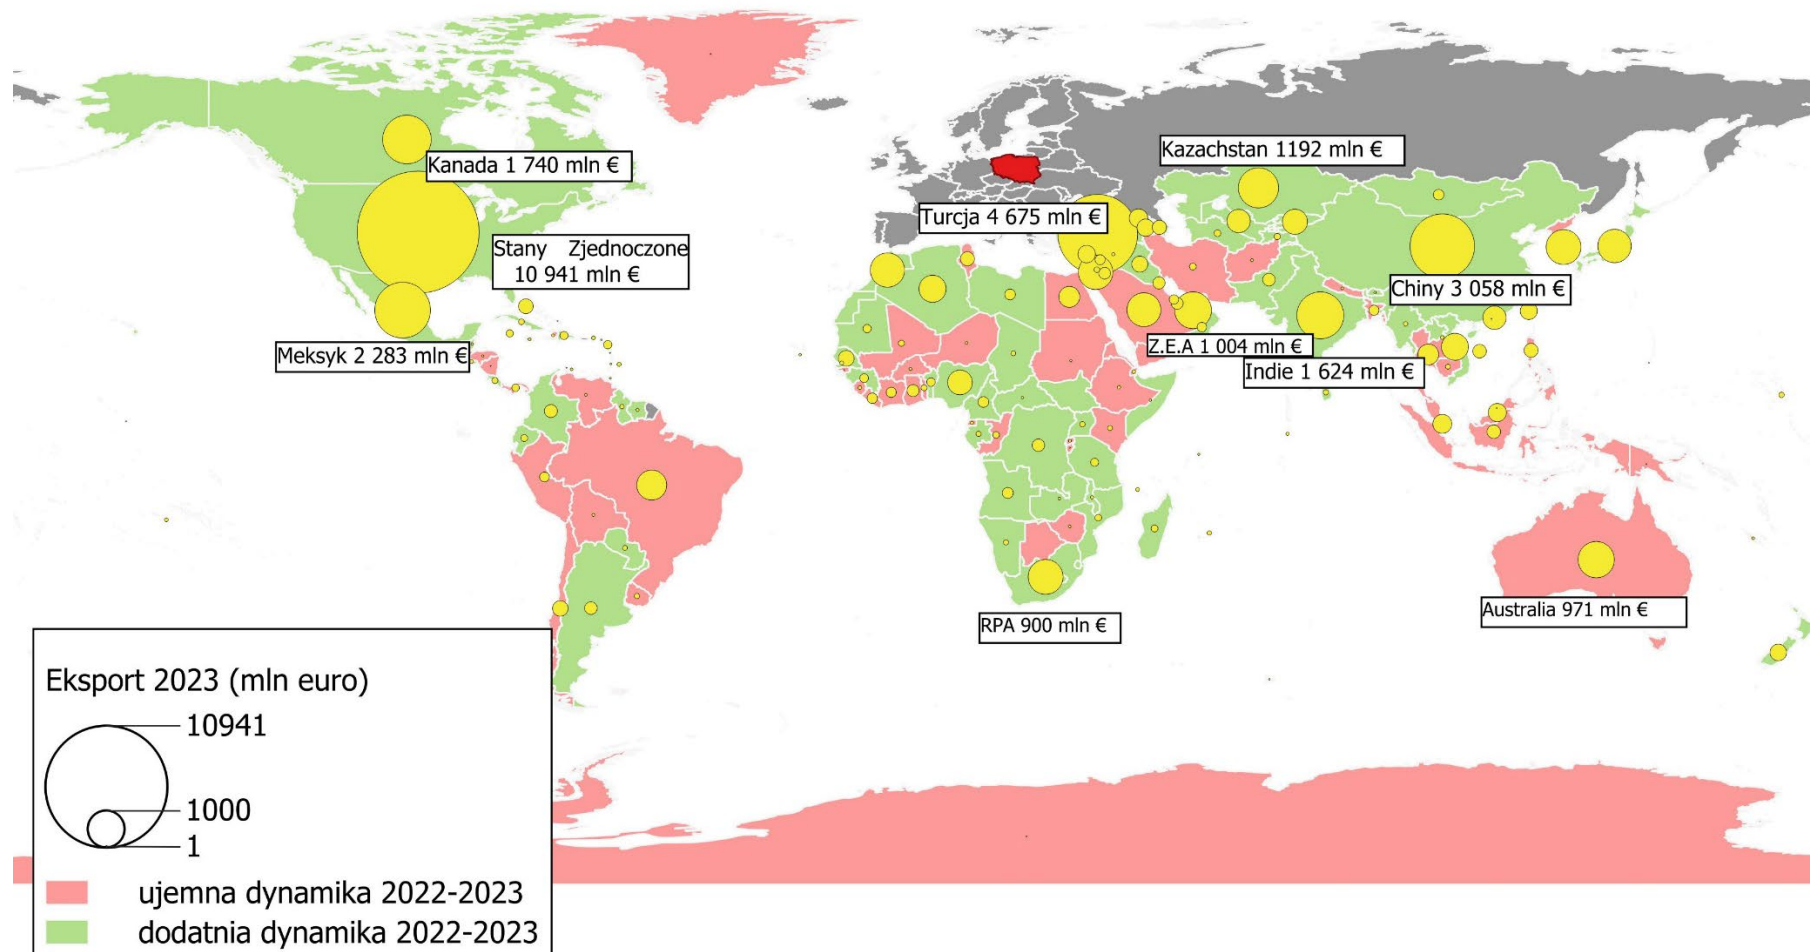 Kanada 1 740 mln €
Kazachstan 1192 mln €
Turcja 4 675 mln €
Stany Zjednoczone
10 941 mln €
Chiny 3 058 mln €
Meksyk 2 283 mln €
Z.E.A 1 004 mln €
Indie 1 624 mln €
RPA 900 mln €
Australia 971 mln €
Eksport 2023 (mln euro)
10941
1000
1
ujemna dynamika 2022-2023
dodatnia dynamika 2022-2023